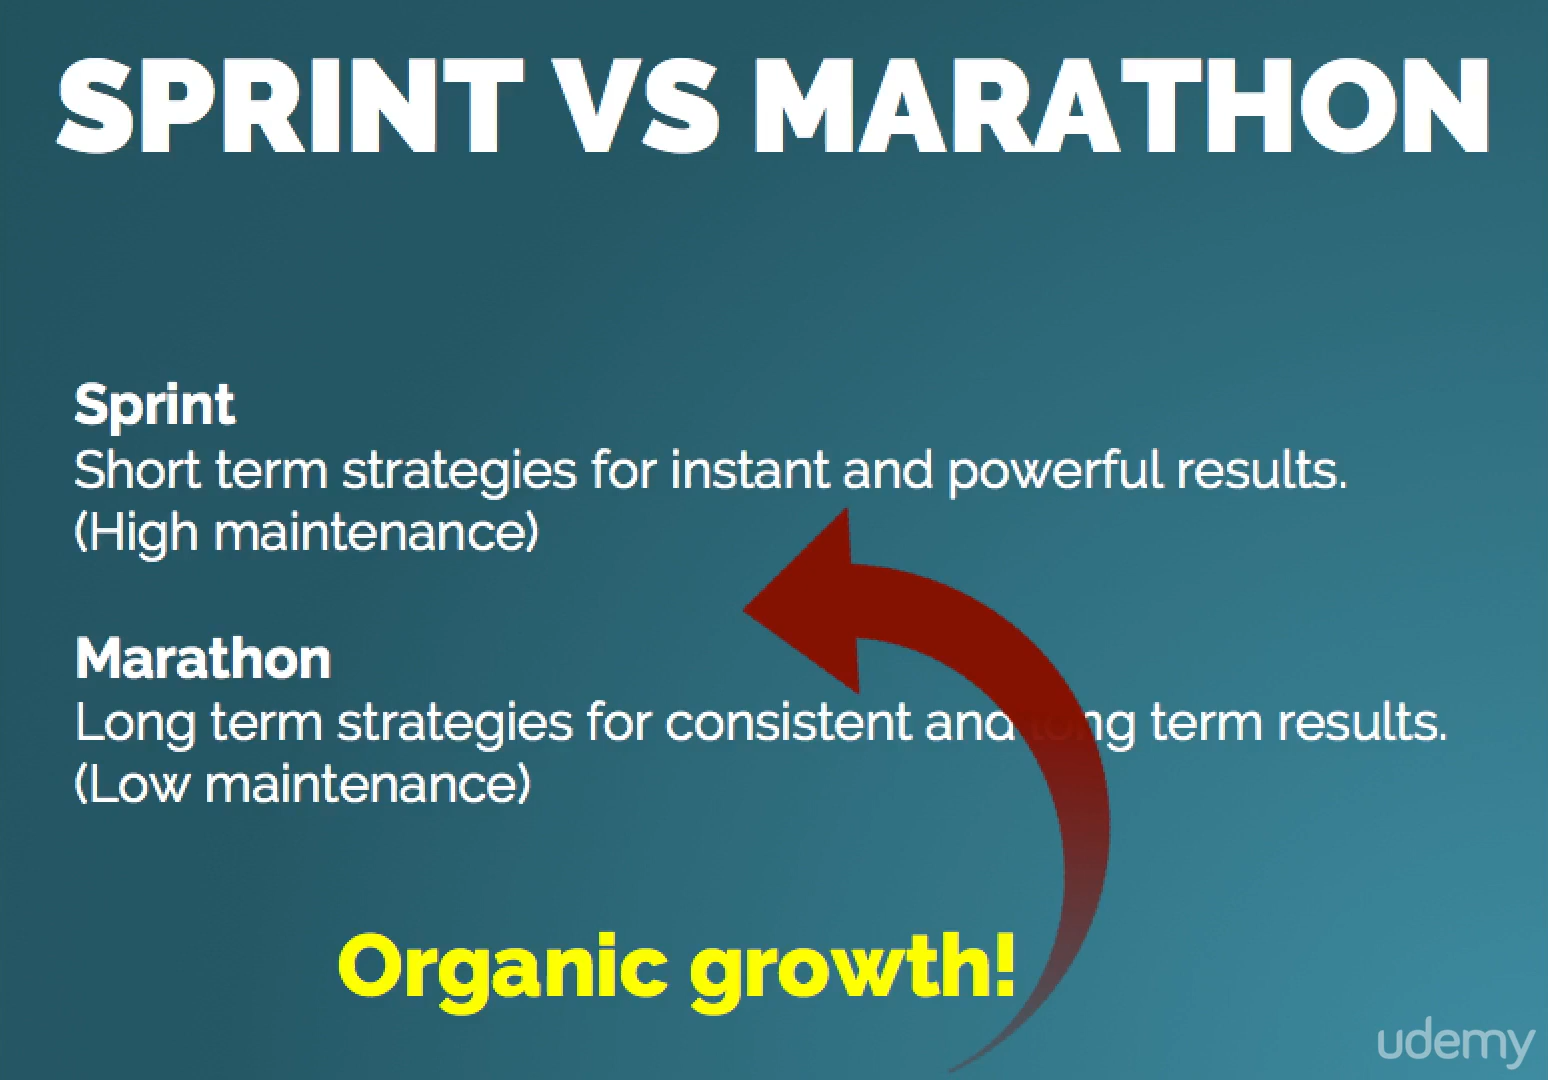 SPRINT VS MARATHON
Sprint
Short term strategies for instant and powerful results.
(High maintenance)
Marathon
Long term strategies for consistent and long term results.
(Low maintenance)
Organic growth!
udemy